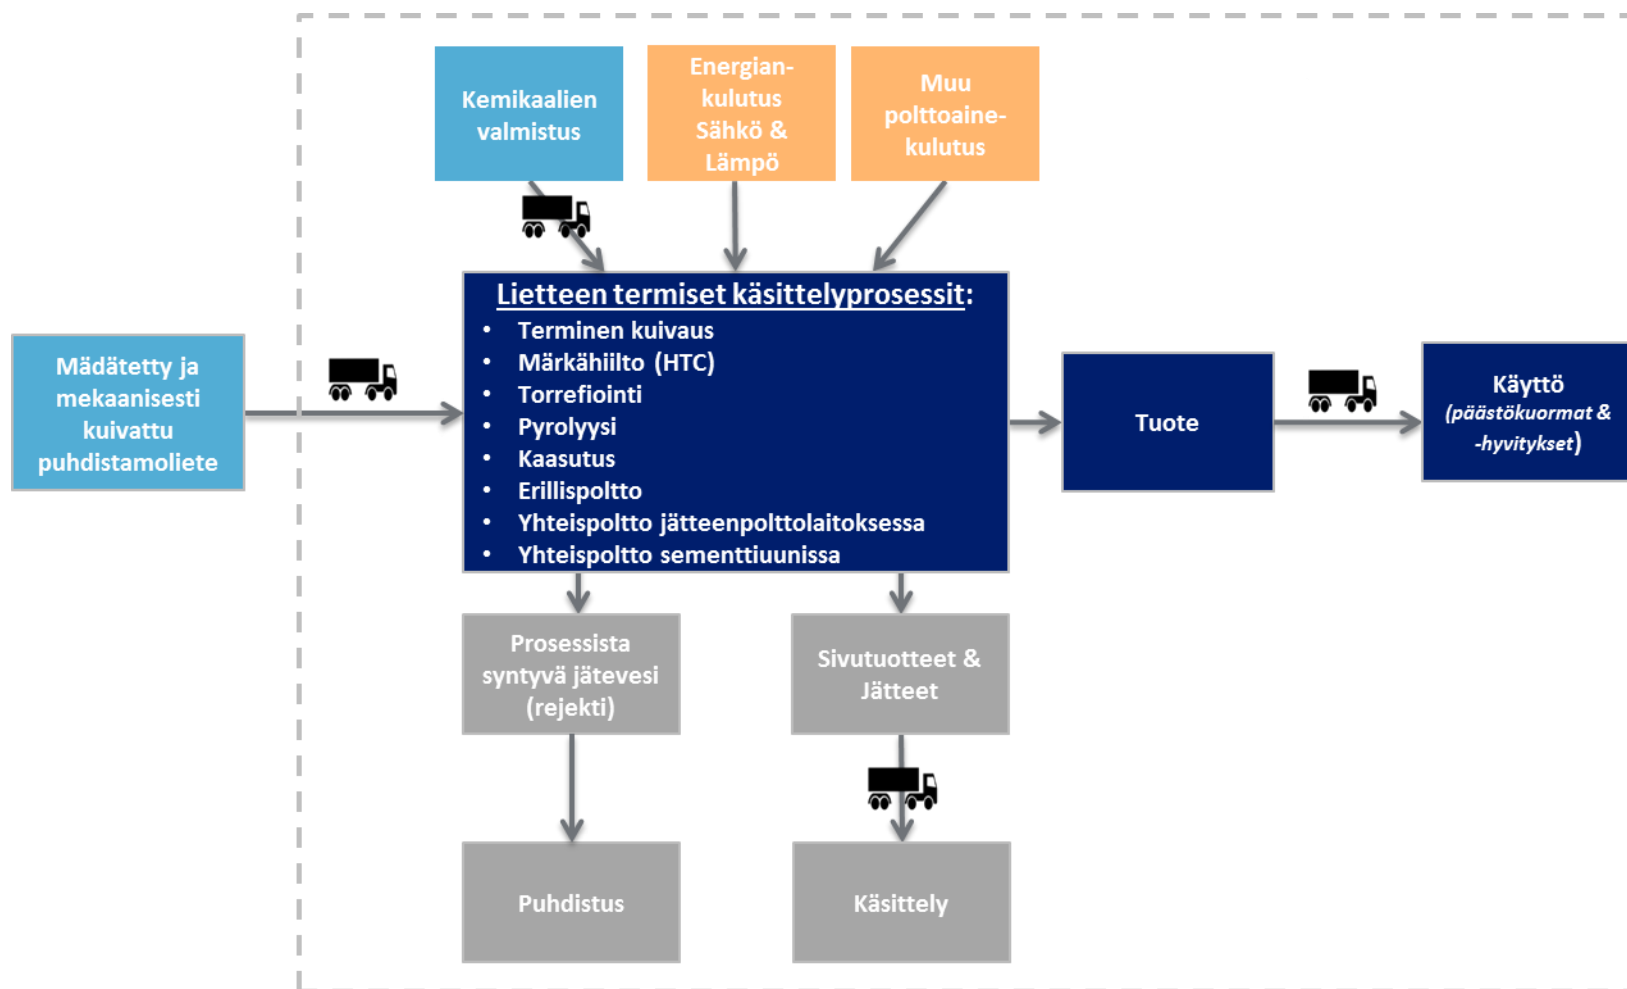 Kemikaalien
valmistus
Energian-
kulutus
Sähkö &
Lämpö
Muu
polttoaine-
kulutus
Mädätetty ja
mekaanisesti
kuivattu
puhdistamoliete
Lietteen termiset käsittelyprosessit:
• Terminen kuivaus
• Märkähiilto (HTC)
• Torrefiointi
• Pyrolyysi
• Kaasutus
• Erillispoltto
• Yhteispoltto jätteenpolttolaitoksessa
• Yhteispoltto sementtiuunissa
Tuote
Käyttö
(päästökuormat &
-hyvitykset)
Prosessista
syntyvä jätevesi
(rejekti)
Sivutuotteet &
Jätteet
Puhdistus
Käsittely